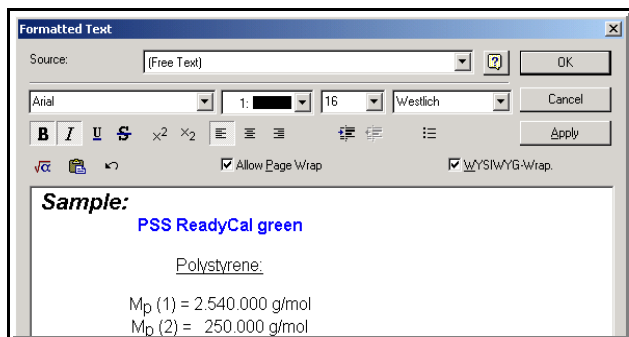 Formatted Text
Source: (Free Text) OK
Arial 1: 16 Westlich Cancel
B I U S x² x₂ Apply
√α Allow Page Wrap WYSIWYG-Wrap.
Sample:
PSS ReadyCal green
Polystyrene:
Mp (1) = 2.540.000 g/mol
Mp (2) = 250.000 g/mol